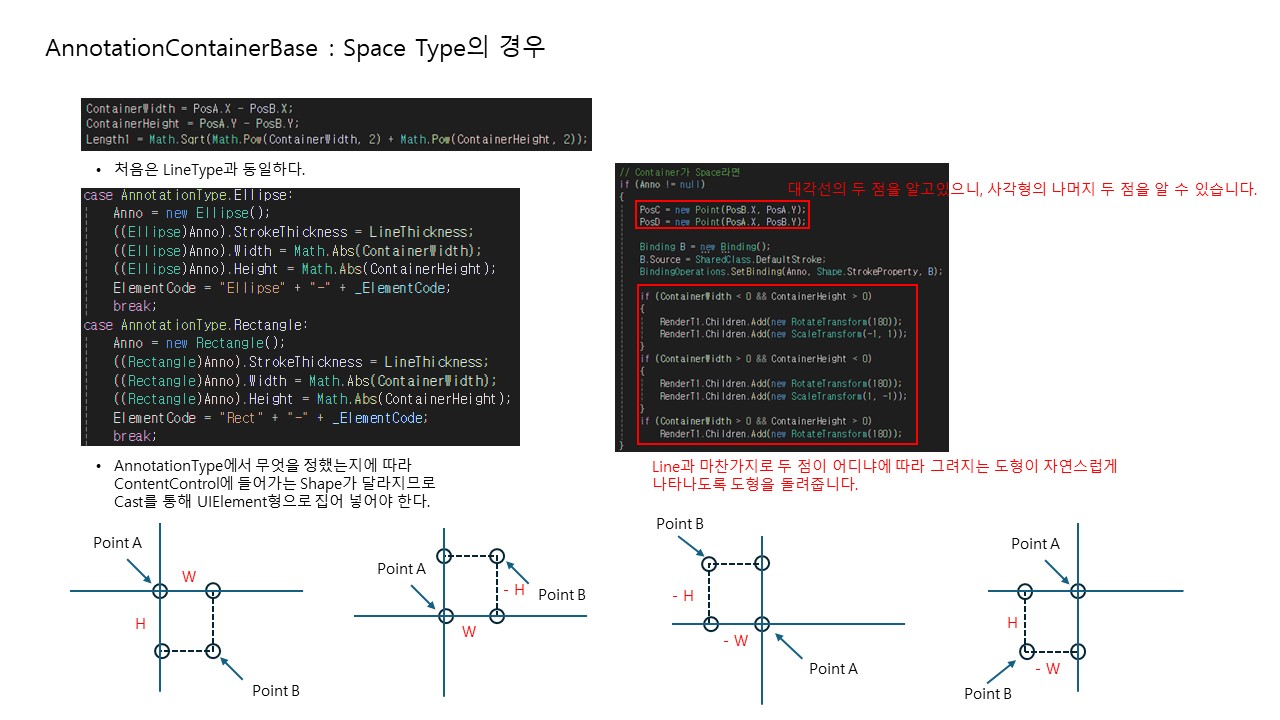 AnnotationContainerBase : Space Type의 경우
ContainerWidth = PosA.X - PosB.X;
ContainerHeight = PosA.Y - PosB.Y;
Length1 = Math.Sqrt(Math.Pow(ContainerWidth, 2) + Math.Pow(ContainerHeight, 2));
• 처음은 LineType과 동일하다.
case AnnotationType.Ellipse:
Anno = new Ellipse();
((Ellipse)Anno).StrokeThickness = LineThickness;
((Ellipse)Anno).Width = Math.Abs(ContainerWidth);
((Ellipse)Anno).Height = Math.Abs(ContainerHeight);
ElementCode = "Ellipse" + "-" + _ElementCode;
break;
case AnnotationType.Rectangle:
Anno = new Rectangle();
((Rectangle)Anno).StrokeThickness = LineThickness;
((Rectangle)Anno).Width = Math.Abs(ContainerWidth);
((Rectangle)Anno).Height = Math.Abs(ContainerHeight);
ElementCode = "Rect" + "-" + _ElementCode;
break;
• AnnotationType에서 무엇을 정했는지에 따라
ContentControl에 들어가는 Shape가 달라지므로
Cast를 통해 UIElement형으로 집어 넣어야 한다.
// Container가 Space라면
if (Anno != null)
대각선의 두 점을 알고있으니, 사각형의 나머지 두 점을 알 수 있습니다.
{
PosC = new Point(PosB.X, PosA.Y);
PosD = new Point(PosA.X, PosB.Y);
Binding B = new Binding();
B.Source = SharedClass.DefaultStroke;
BindingOperations.SetBinding(Anno, Shape.StrokeProperty, B);
if (ContainerWidth < 0 && ContainerHeight > 0)
{
RenderT1.Children.Add(new RotateTransform(180));
RenderT1.Children.Add(new ScaleTransform(-1, 1));
}
if (ContainerWidth > 0 && ContainerHeight < 0)
{
RenderT1.Children.Add(new RotateTransform(180));
RenderT1.Children.Add(new ScaleTransform(1, -1));
}
if (ContainerWidth > 0 && ContainerHeight > 0)
RenderT1.Children.Add(new RotateTransform(180));
}
Line과 마찬가지로 두 점이 어디냐에 따라 그려지는 도형이 자연스럽게
나타나도록 도형을 돌려줍니다.
Point A
W
H
Point B
Point A
- H
Point B
W
Point B
- H
- W
Point A
Point A
H
- W
Point B